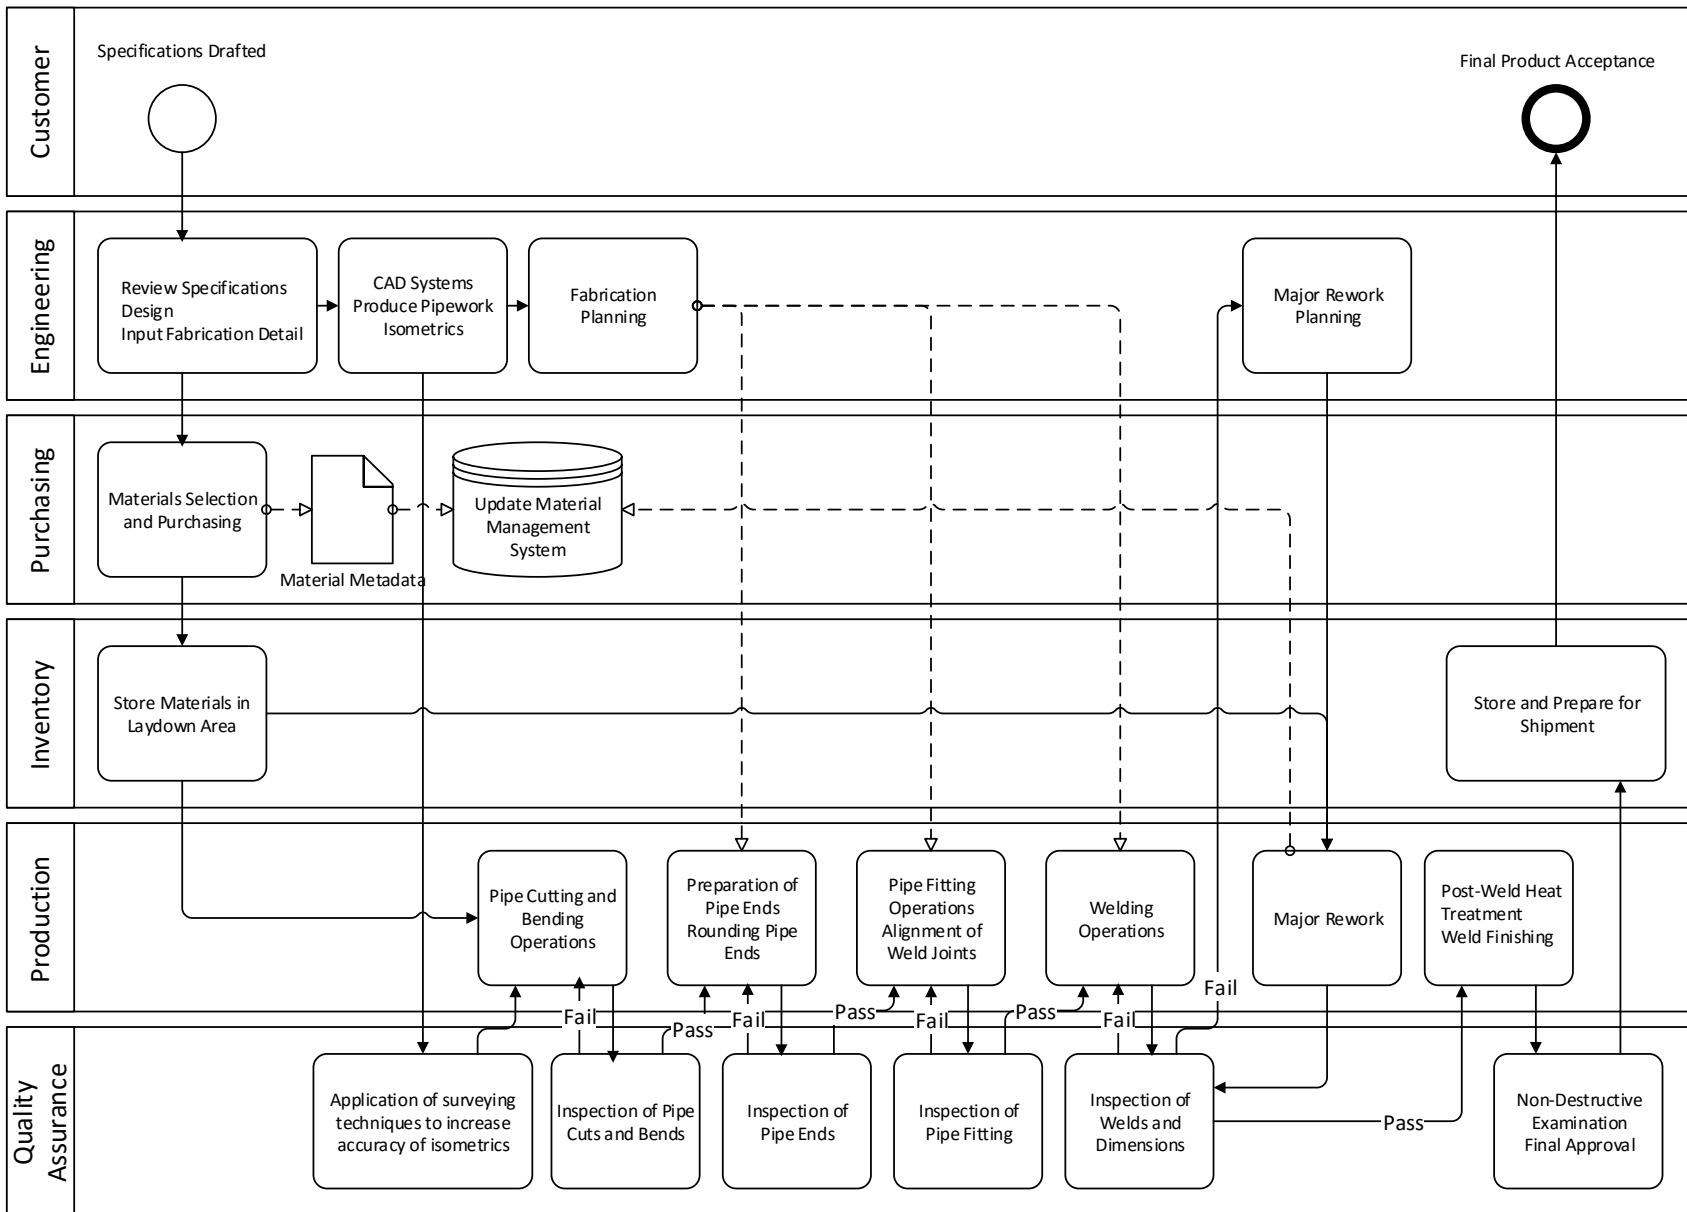 Customer
Specifications Drafted
Final Product Acceptance
Engineering
Review Specifications
Design
Input Fabrication Detail
CAD Systems
Produce Pipework
Isometrics
Fabrication
Planning
Major Rework
Planning
Purchasing
Materials Selection
and Purchasing
Material Metadata
Update Material
Management
System
Inventory
Store Materials in
Laydown Area
Store and Prepare for
Shipment
Production
Pipe Cutting and
Bending
Operations
Preparation of
Pipe Ends
Rounding Pipe
Ends
Pipe Fitting
Operations
Alignment of
Weld Joints
Welding
Operations
Major Rework
Post-Weld Heat
Treatment
Weld Finishing
Fail
Pass
Fail
Pass
Fail
Pass
Fail
Fail
Pass
Quality
Assurance
Application of surveying
techniques to increase
accuracy of isometrics
Inspection of Pipe
Cuts and Bends
Inspection of
Pipe Ends
Inspection of
Pipe Fitting
Inspection of
Welds and
Dimensions
Non-Destructive
Examination
Final Approval